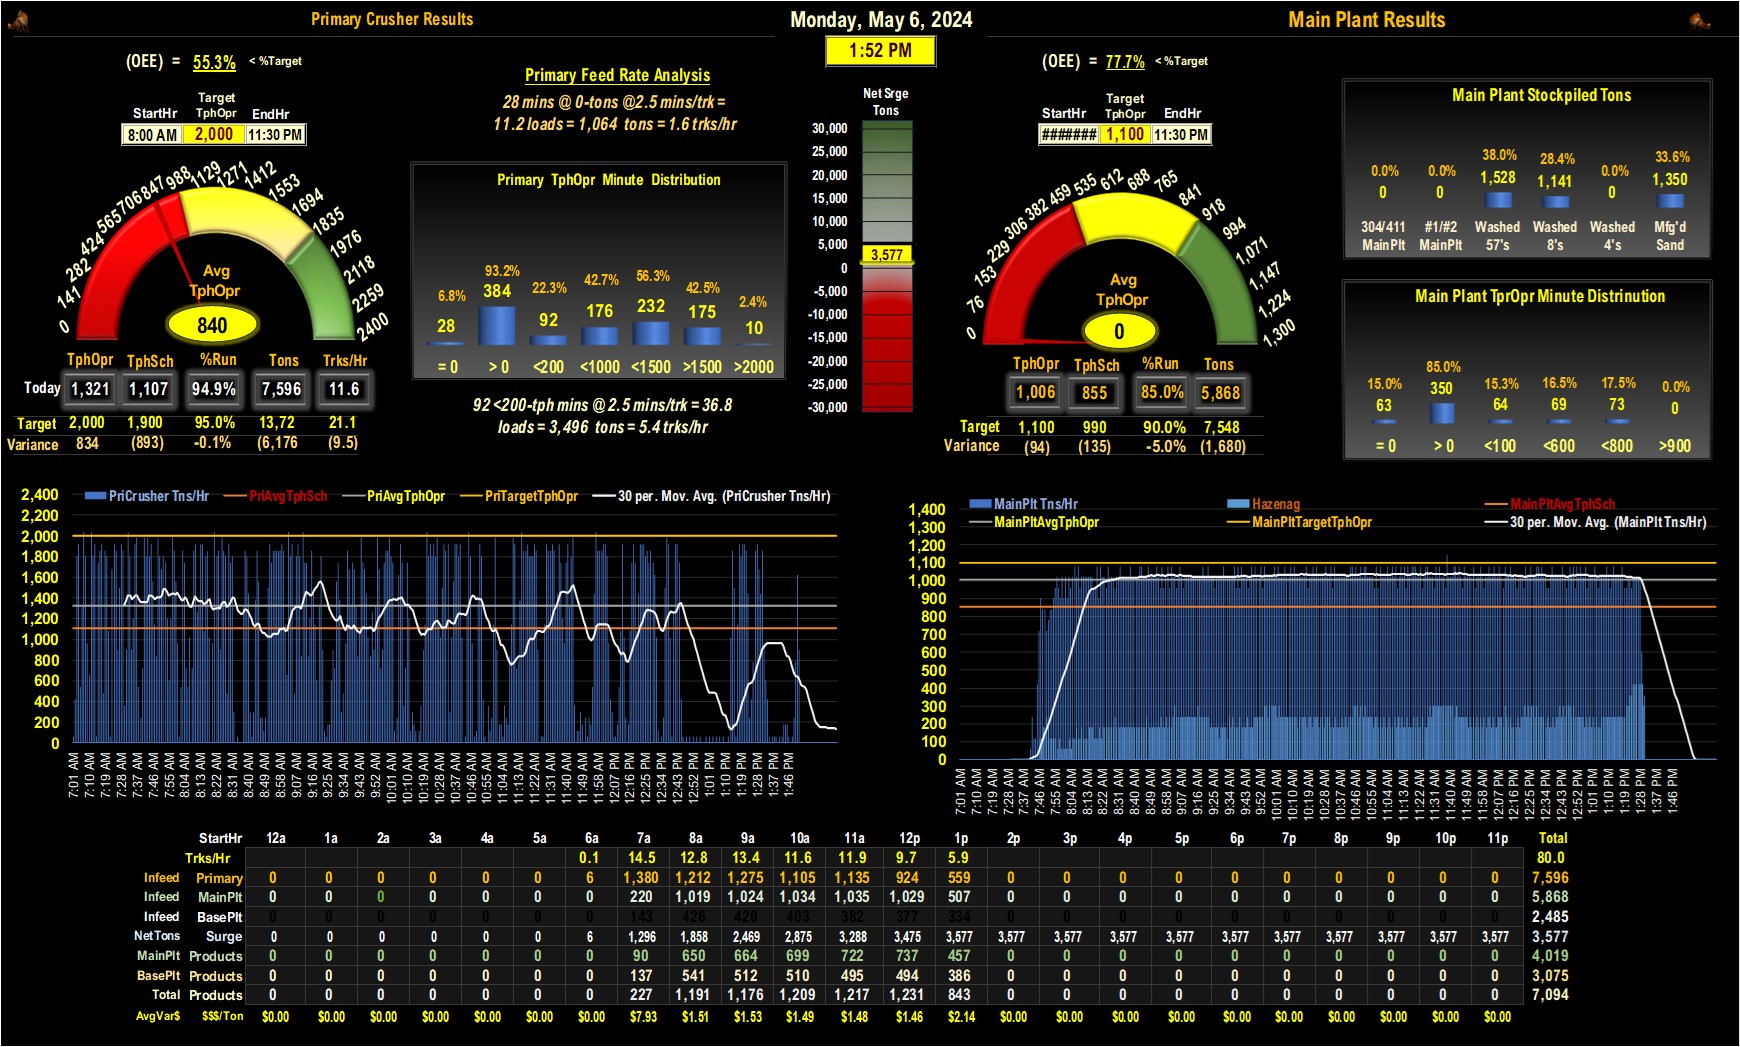 Primary Crusher Results
Monday, May 6, 2024
Main Plant Results
1:52 PM
(OEE) = 55.3% < %Target
Target
StartHr TphOpr EndHr
8:00 AM 2,000 11:30 PM
Primary Feed Rate Analysis
28 mins @ 0-tons @2.5 mins/trk =
11.2 loads = 1,064 tons = 1.6 trks/hr
0 141 282 424 565 706 847 988 1129 1271 1412 1553 1694 1835 1976 2118 2259 2400
Avg
TphOpr
840
TphOpr TphSch %Run Tons Trks/Hr
Today 1,321 1,107 94.9% 7,596 11.6
Target 2,000 1,900 95.0% 13,72 21.1
Variance 834 (893) -0.1% (6,176 (9.5)
Primary TphOpr Minute Distribution
6.8% 93.2% 22.3% 42.7% 56.3% 42.5% 2.4%
28 384 92 176 232 175 10
= 0 > 0 <200 <1000 <1500 >1500 >2000
92 <200-tph mins @ 2.5 mins/trk = 36.8
loads = 3,496 tons = 5.4 trks/hr
Net Srge
Tons
30,000
25,000
20,000
15,000
10,000
5,000
3,577
0
-5,000
-10,000
-15,000
-20,000
-25,000
-30,000
(OEE) = 77.7% < %Target
Target
StartHr TphOpr EndHr
####### 1,100 11:30 PM
0 76 153 229 306 382 459 535 612 688 765 841 918 994 1,071 1,147 1,224 1,300
Avg
TphOpr
0
TphOpr TphSch %Run Tons
1,006 855 85.0% 5,868
Target 1,100 990 90.0% 7,548
Variance (94) (135) -5.0% (1,680)
Main Plant Stockpiled Tons
0.0% 0.0% 38.0% 28.4% 0.0% 33.6%
0 0 1,528 1,141 0 1,350
304/411 #1/#2 Washed Washed Washed Mfg'd
MainPlt MainPlt 57's 8's 4's Sand
Main Plant TprOpr Minute Distrinution
15.0% 85.0% 15.3% 16.5% 17.5% 0.0%
63 350 64 69 73 0
= 0 > 0 <100 <600 <800 >900
PriCrusher Tns/Hr PriAvgTphSch PriAvgTphOpr PriTargetTphOpr 30 per. Mov. Avg. (PriCrusher Tns/Hr)
2,400
2,200
2,000
1,800
1,600
1,400
1,200
1,000
800
600
400
200
0
7:01 AM 7:10 AM 7:19 AM 7:28 AM 7:37 AM 7:46 AM 7:55 AM 8:04 AM 8:13 AM 8:22 AM 8:31 AM 8:40 AM 8:49 AM 8:58 AM 9:07 AM 9:16 AM 9:25 AM 9:34 AM 9:43 AM 9:52 AM 10:01 AM 10:10 AM 10:19 AM 10:28 AM 10:37 AM 10:46 AM 10:55 AM 11:04 AM 11:13 AM 11:22 AM 11:31 AM 11:40 AM 11:49 AM 11:58 AM 12:07 PM 12:16 PM 12:25 PM 12:34 PM 12:43 PM 12:52 PM 1:01 PM 1:10 PM 1:19 PM 1:28 PM 1:37 PM 1:46 PM
MainPlt Tns/Hr Hazenag MainPltAvgTphSch
MainPltAvgTphOpr MainPltTargetTphOpr 30 per. Mov. Avg. (MainPlt Tns/Hr)
1,400
1,300
1,200
1,100
1,000
900
800
700
600
500
400
300
200
100
0
7:01 AM 7:10 AM 7:19 AM 7:28 AM 7:37 AM 7:46 AM 7:55 AM 8:04 AM 8:13 AM 8:22 AM 8:31 AM 8:40 AM 8:49 AM 8:58 AM 9:07 AM 9:16 AM 9:25 AM 9:34 AM 9:43 AM 9:52 AM 10:01 AM 10:10 AM 10:19 AM 10:28 AM 10:37 AM 10:46 AM 10:55 AM 11:04 AM 11:13 AM 11:22 AM 11:31 AM 11:40 AM 11:49 AM 11:58 AM 12:07 PM 12:16 PM 12:25 PM 12:34 PM 12:43 PM 12:52 PM 1:01 PM 1:10 PM 1:19 PM 1:28 PM 1:37 PM 1:46 PM
StartHr 12a 1a 2a 3a 4a 5a 6a 7a 8a 9a 10a 11a 12p 1p 2p 3p 4p 5p 6p 7p 8p 9p 10p 11p Total
Trks/Hr 0.1 14.5 12.8 13.4 11.6 11.9 9.7 5.9 80.0
Infeed Primary 0 0 0 0 0 0 6 1,380 1,212 1,275 1,105 1,135 924 559 0 0 0 0 0 0 0 0 0 0 7,596
Infeed MainPlt 0 0 0 0 0 0 0 220 1,019 1,024 1,034 1,035 1,029 507 0 0 0 0 0 0 0 0 0 0 5,868
Infeed BasePlt 0 0 0 0 0 0 0 143 426 420 403 382 377 334 0 0 0 0 0 0 0 0 0 0 2,485
NetTons Surge 0 0 0 0 0 0 6 1,296 1,858 2,469 2,875 3,288 3,475 3,577 3,577 3,577 3,577 3,577 3,577 3,577 3,577 3,577 3,577 3,577 3,577
MainPlt Products 0 0 0 0 0 0 0 90 650 664 699 722 737 457 0 0 0 0 0 0 0 0 0 0 4,019
BasePlt Products 0 0 0 0 0 0 0 137 541 512 510 495 494 386 0 0 0 0 0 0 0 0 0 0 3,075
Total Products 0 0 0 0 0 0 0 227 1,191 1,176 1,209 1,217 1,231 843 0 0 0 0 0 0 0 0 0 0 7,094
AvgVar$ $$$/Ton $0.00 $0.00 $0.00 $0.00 $0.00 $0.00 $0.00 $7.93 $1.51 $1.53 $1.49 $1.48 $1.46 $2.14 $0.00 $0.00 $0.00 $0.00 $0.00 $0.00 $0.00 $0.00 $0.00 $0.00